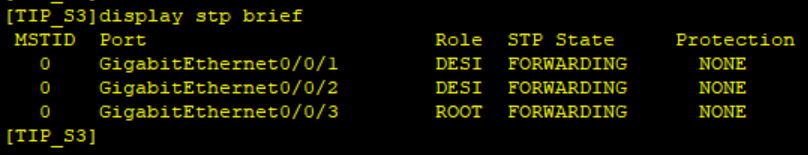 [TIP_S3]display stp brief
MSTID Port Role STP State Protection
0 GigabitEthernet0/0/1 DESI FORWARDING NONE
0 GigabitEthernet0/0/2 DESI FORWARDING NONE
0 GigabitEthernet0/0/3 ROOT FORWARDING NONE
[TIP_S3]